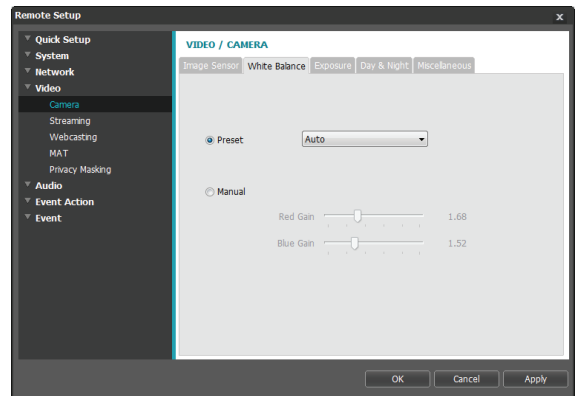 Remote Setup x
Quick Setup
System
Network
Video
Camera
Streaming
Webcasting
MAT
Privacy Masking
Audio
Event Action
Event
VIDEO / CAMERA
Image Sensor White Balance Exposure Day & Night Miscellaneous
Preset Auto
Manual
Red Gain 1.68
Blue Gain 1.52
OK Cancel Apply